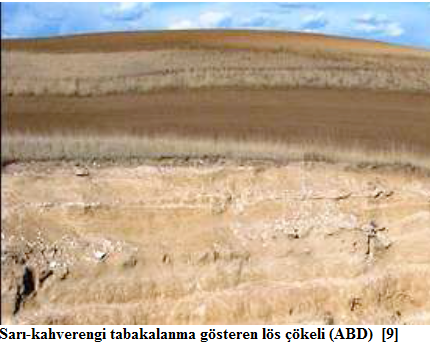 Sarı-kahverengi tabakalanma gösteren lös çökeli (ABD) [9]